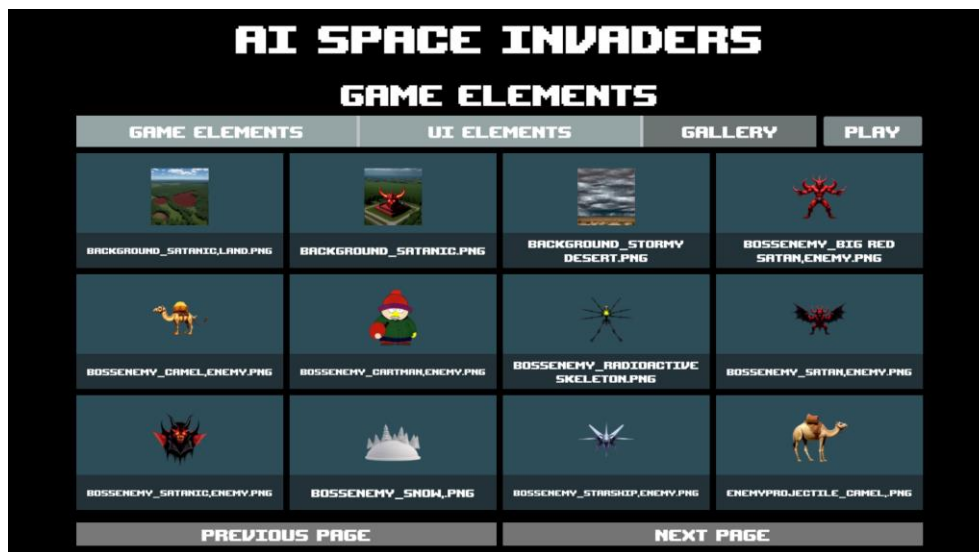 AI SPACE INVADERS
GAME ELEMENTS
GAME ELEMENTS UI ELEMENTS GALLERY PLAY
BACKGROUND_SATANIC,LAND.PNG BACKGROUND_SATANIC.PNG BACKGROUND_STORMY DESERT.PNG BOSSENEMY_BIG RED SATAN,ENEMY.PNG
BOSSENEMY_CAMEL,ENEMY.PNG BOSSENEMY_CARTMAN,ENEMY.PNG BOSSENEMY_RADIOACTIVE SKELETON.PNG BOSSENEMY_SATAN,ENEMY.PNG
BOSSENEMY_SATANIC,ENEMY.PNG BOSSENEMY_SNOW,.PNG BOSSENEMY_STARSHIP,ENEMY.PNG ENEMYPROJECTILE_CAMEL,.PNG
PREVIOUS PAGE NEXT PAGE